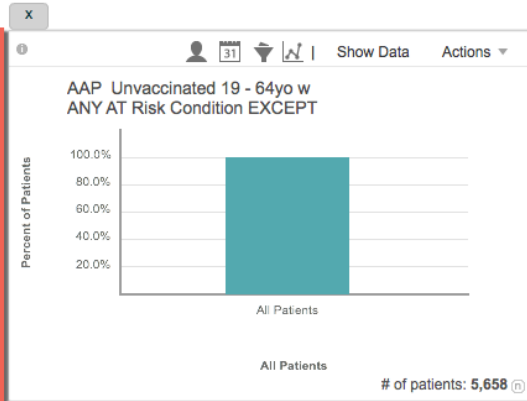 X
31 | Show Data Actions
AAP Unvaccinated 19 - 64yo w
ANY AT Risk Condition EXCEPT
Percent of Patients
100.0%
80.0%
60.0%
40.0%
20.0%
All Patients
All Patients
# of patients: 5,658 n